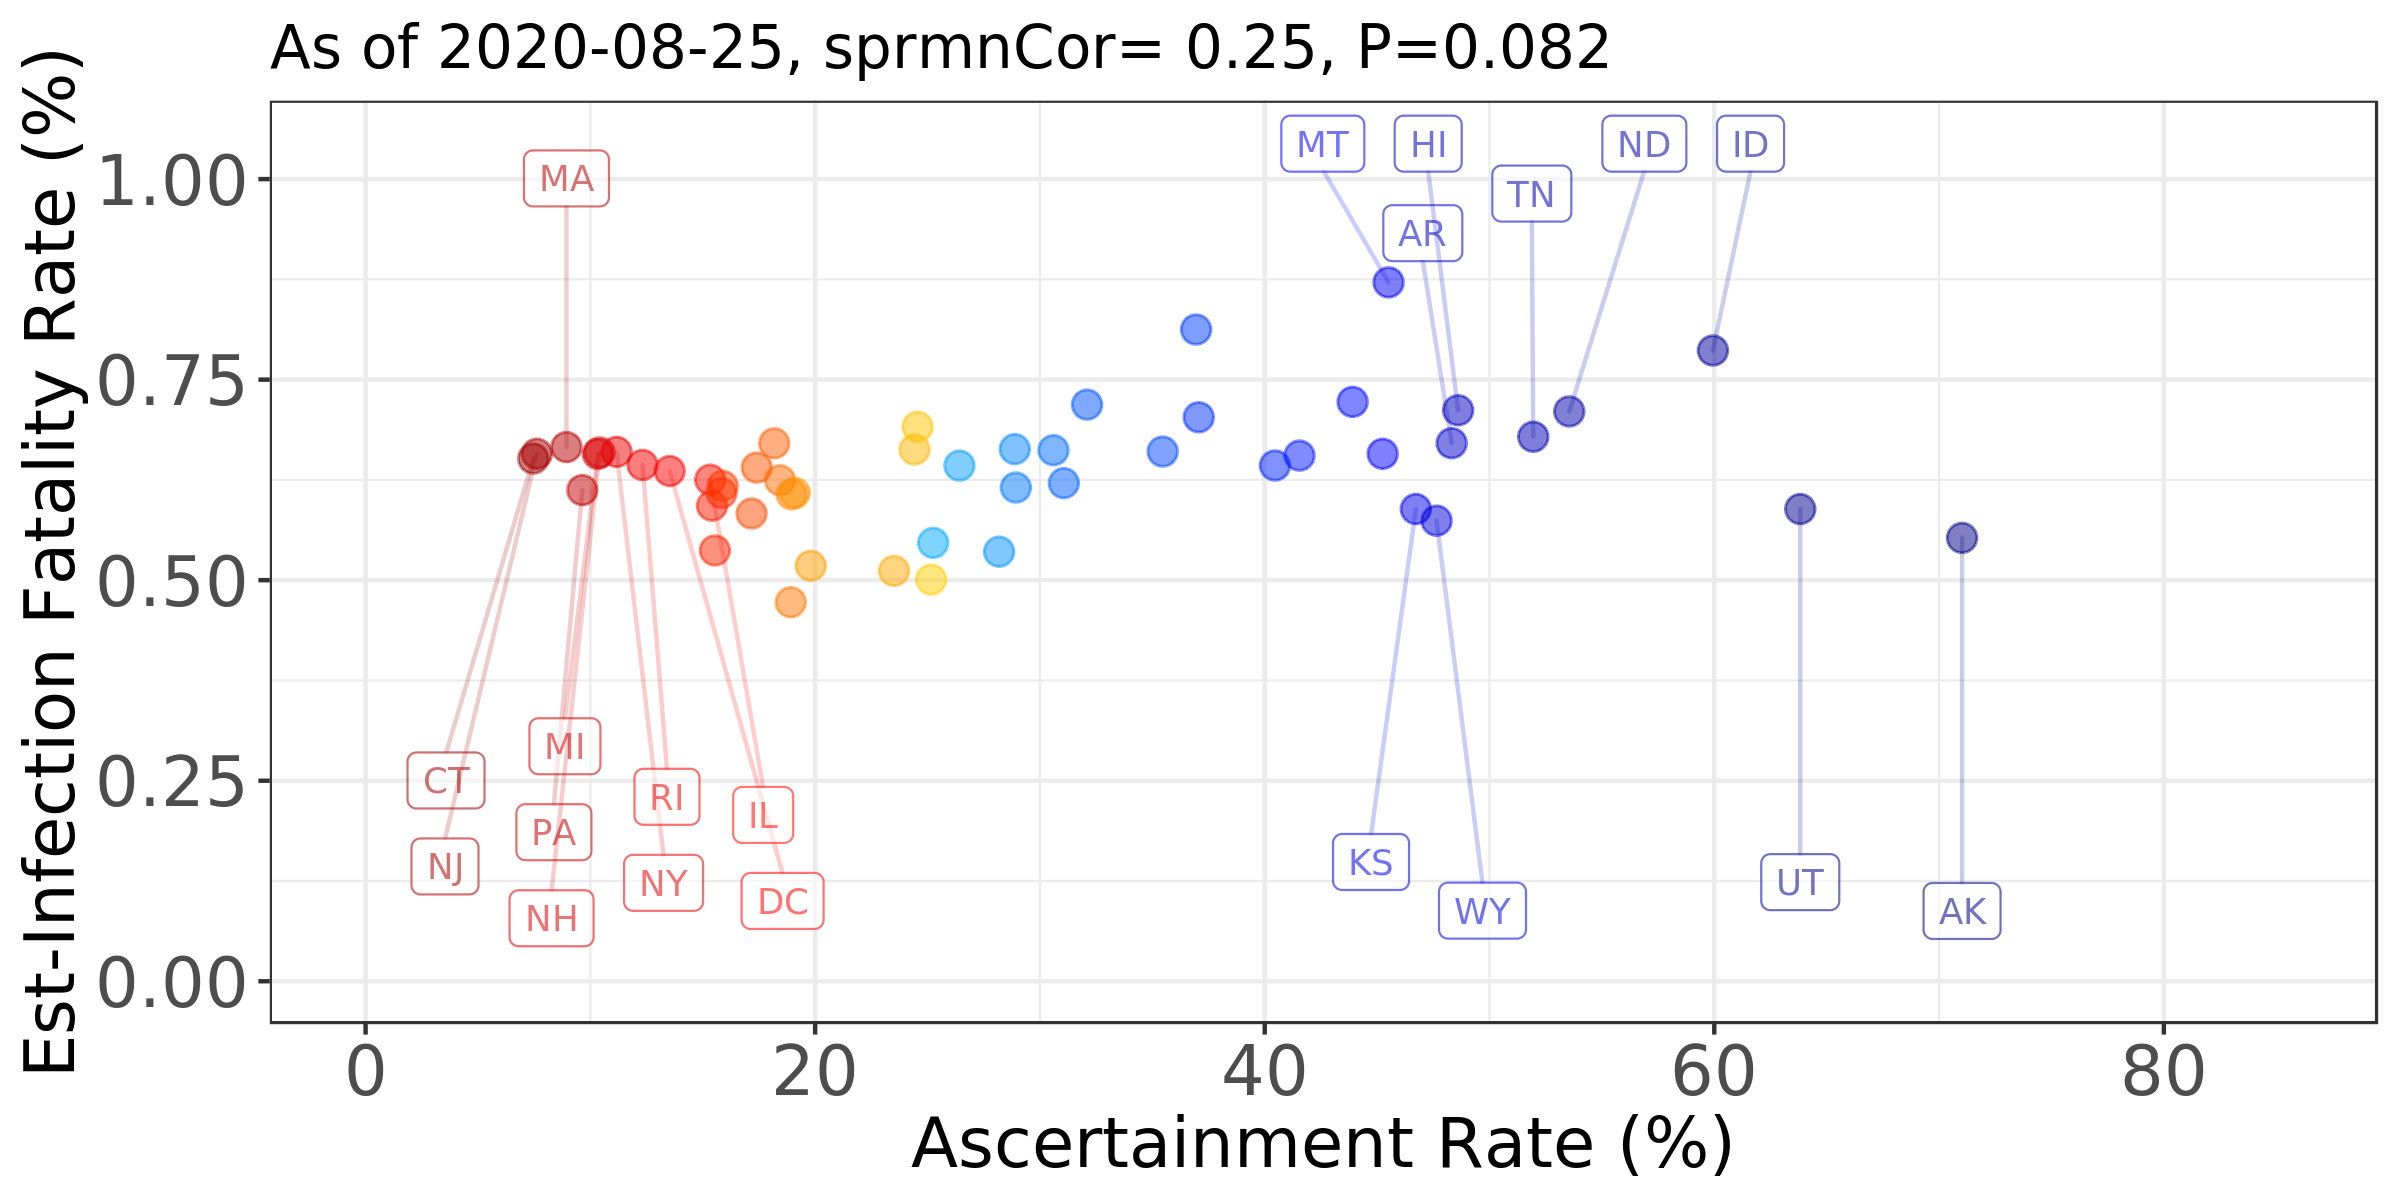 As of 2020-08-25, sprmnCor= 0.25, P=0.082
Est-Infection Fatality Rate (%)
1.00
0.75
0.50
0.25
0.00
MA
MT
HI
ND
ID
TN
AR
MI
CT
RI
IL
PA
NJ
NY
DC
NH
KS
WY
UT
AK
0
20
40
60
80
Ascertainment Rate (%)